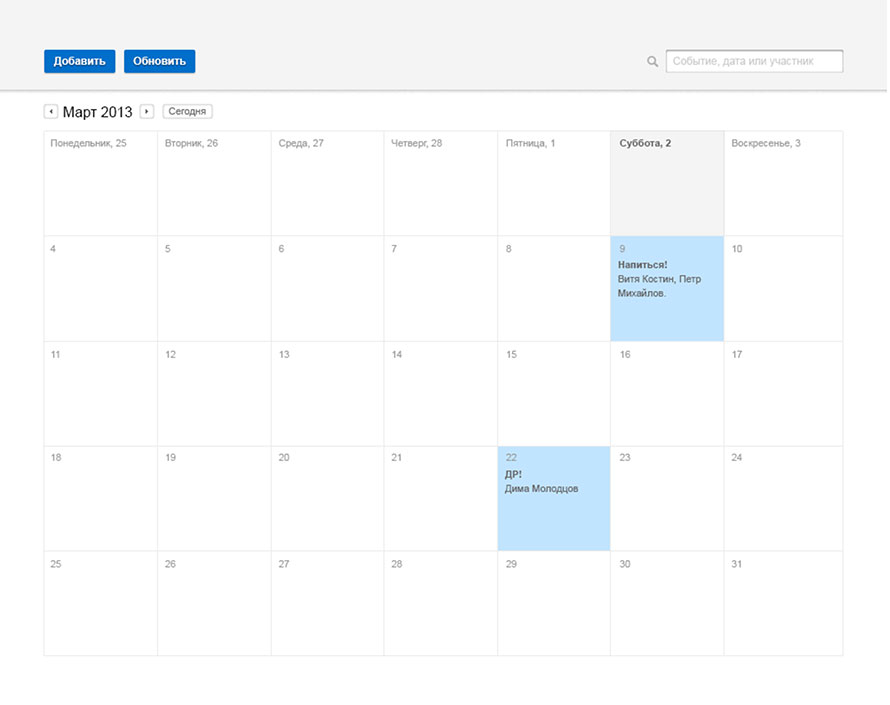 Добавить Обновить Событие, дата или участник
Март 2013 Сегодня
Понедельник, 25 Вторник, 26 Среда, 27 Четверг, 28 Пятница, 1 Суббота, 2 Воскресенье, 3
4 5 6 7 8 9 10
Напиться!
Витя Костин, Петр
Михайлов.
11 12 13 14 15 16 17
18 19 20 21 22 23 24
ДР!
Дима Молодцов
25 26 27 28 29 30 31